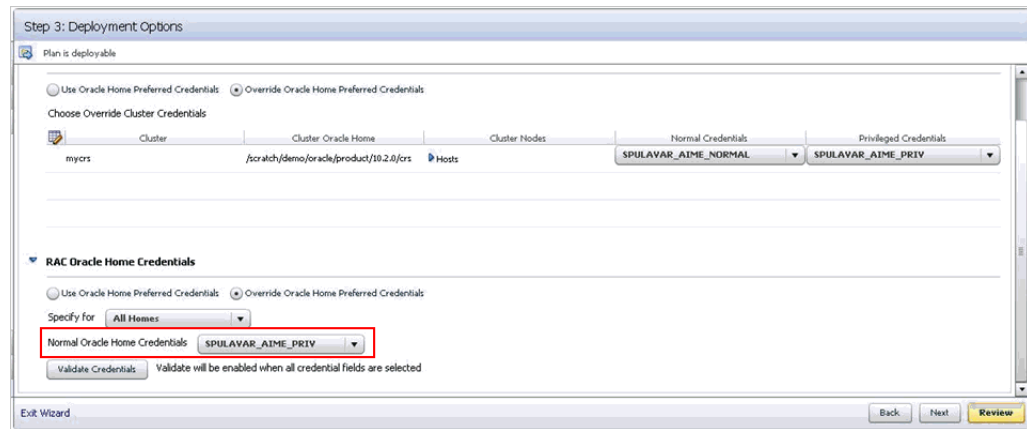 Step 3: Deployment Options
Plan is deployable
Use Oracle Home Preferred Credentials Override Oracle Home Preferred Credentials
Choose Override Cluster Credentials
Cluster Cluster Oracle Home Cluster Nodes Normal Credentials Privileged Credentials
mycrs /scratch/demo/oracle/product/10.2.0/crs Hosts SPULAVAR_AIME_NORMAL SPULAVAR_AIME_PRIV
RAC Oracle Home Credentials
Use Oracle Home Preferred Credentials Override Oracle Home Preferred Credentials
Specify for All Homes
Normal Oracle Home Credentials SPULAVAR_AIME_PRIV
Validate Credentials Validate will be enabled when all credential fields are selected
Exit Wizard Back Next Review